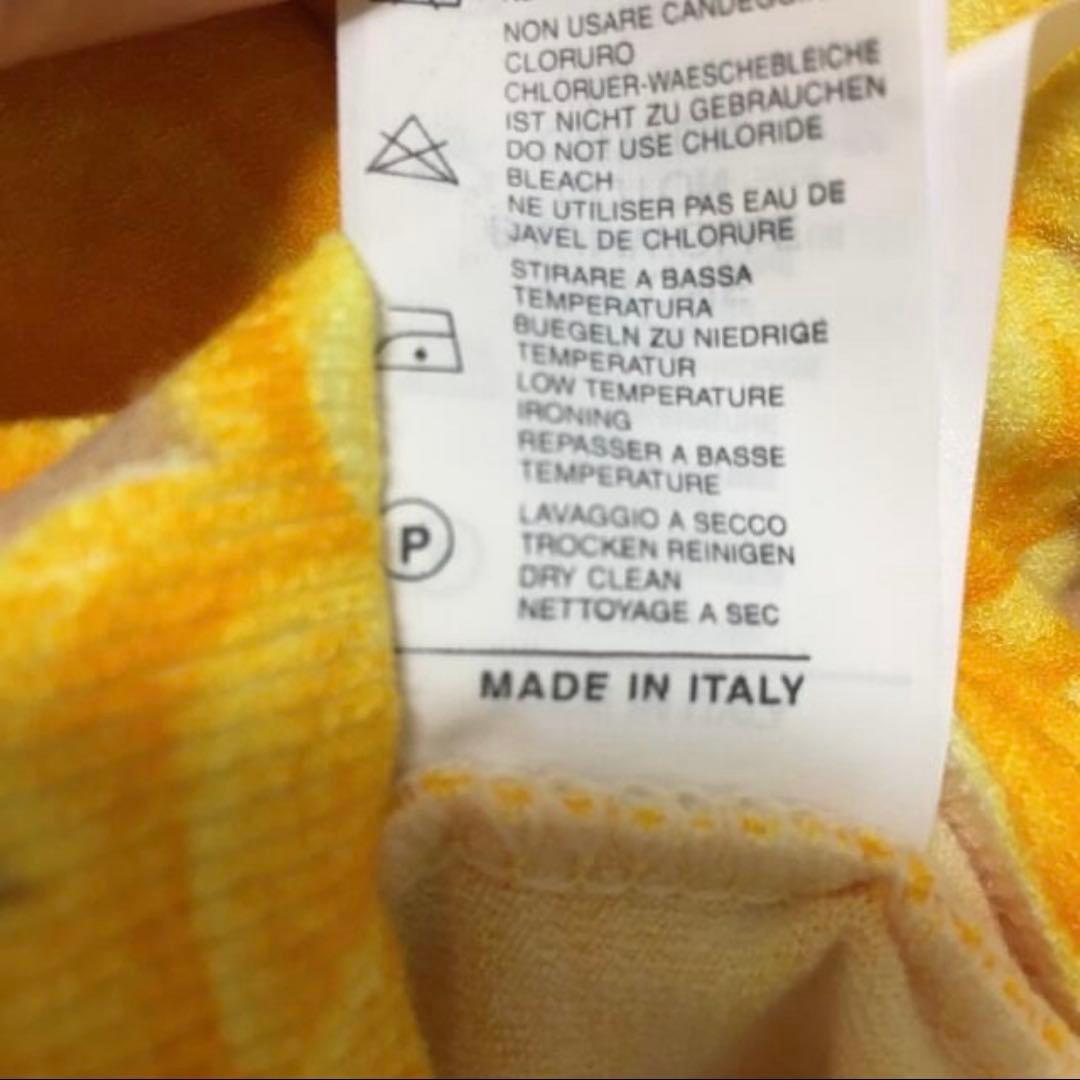 NON USARE
CLORURO
CHLORUER-WAESCHEBLEICHE
IST NICHT ZU GEBRAUCHEN
DO NOT USE CHLORIDE
BLEACH
NE UTILISER PAS EAU DE
JAVEL DE CHLORURE
STIRARE A BASSA
TEMPERATURA
BUEGELN ZU NIEDRIGE
TEMPERATUR
LOW TEMPERATURE
IRONING
REPASSER A BASSE
TEMPERATURE
P
LAVAGGIO A SECCO
TROCKEN REINIGEN
DRY CLEAN
NETTOYAGE A SEC
MADE IN ITALY